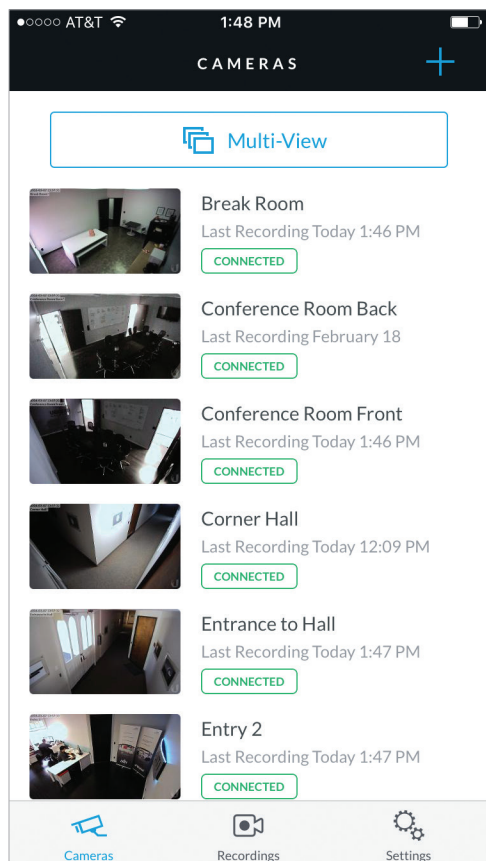 AT&T 1:48 PM
CAMERAS
Multi-View
Break Room
Last Recording Today 1:46 PM
CONNECTED
Conference Room Back
Last Recording February 18
CONNECTED
Conference Room Front
Last Recording Today 1:46 PM
CONNECTED
Corner Hall
Last Recording Today 12:09 PM
CONNECTED
Entrance to Hall
Last Recording Today 1:47 PM
CONNECTED
Entry 2
Last Recording Today 1:47 PM
CONNECTED
Cameras Recordings Settings